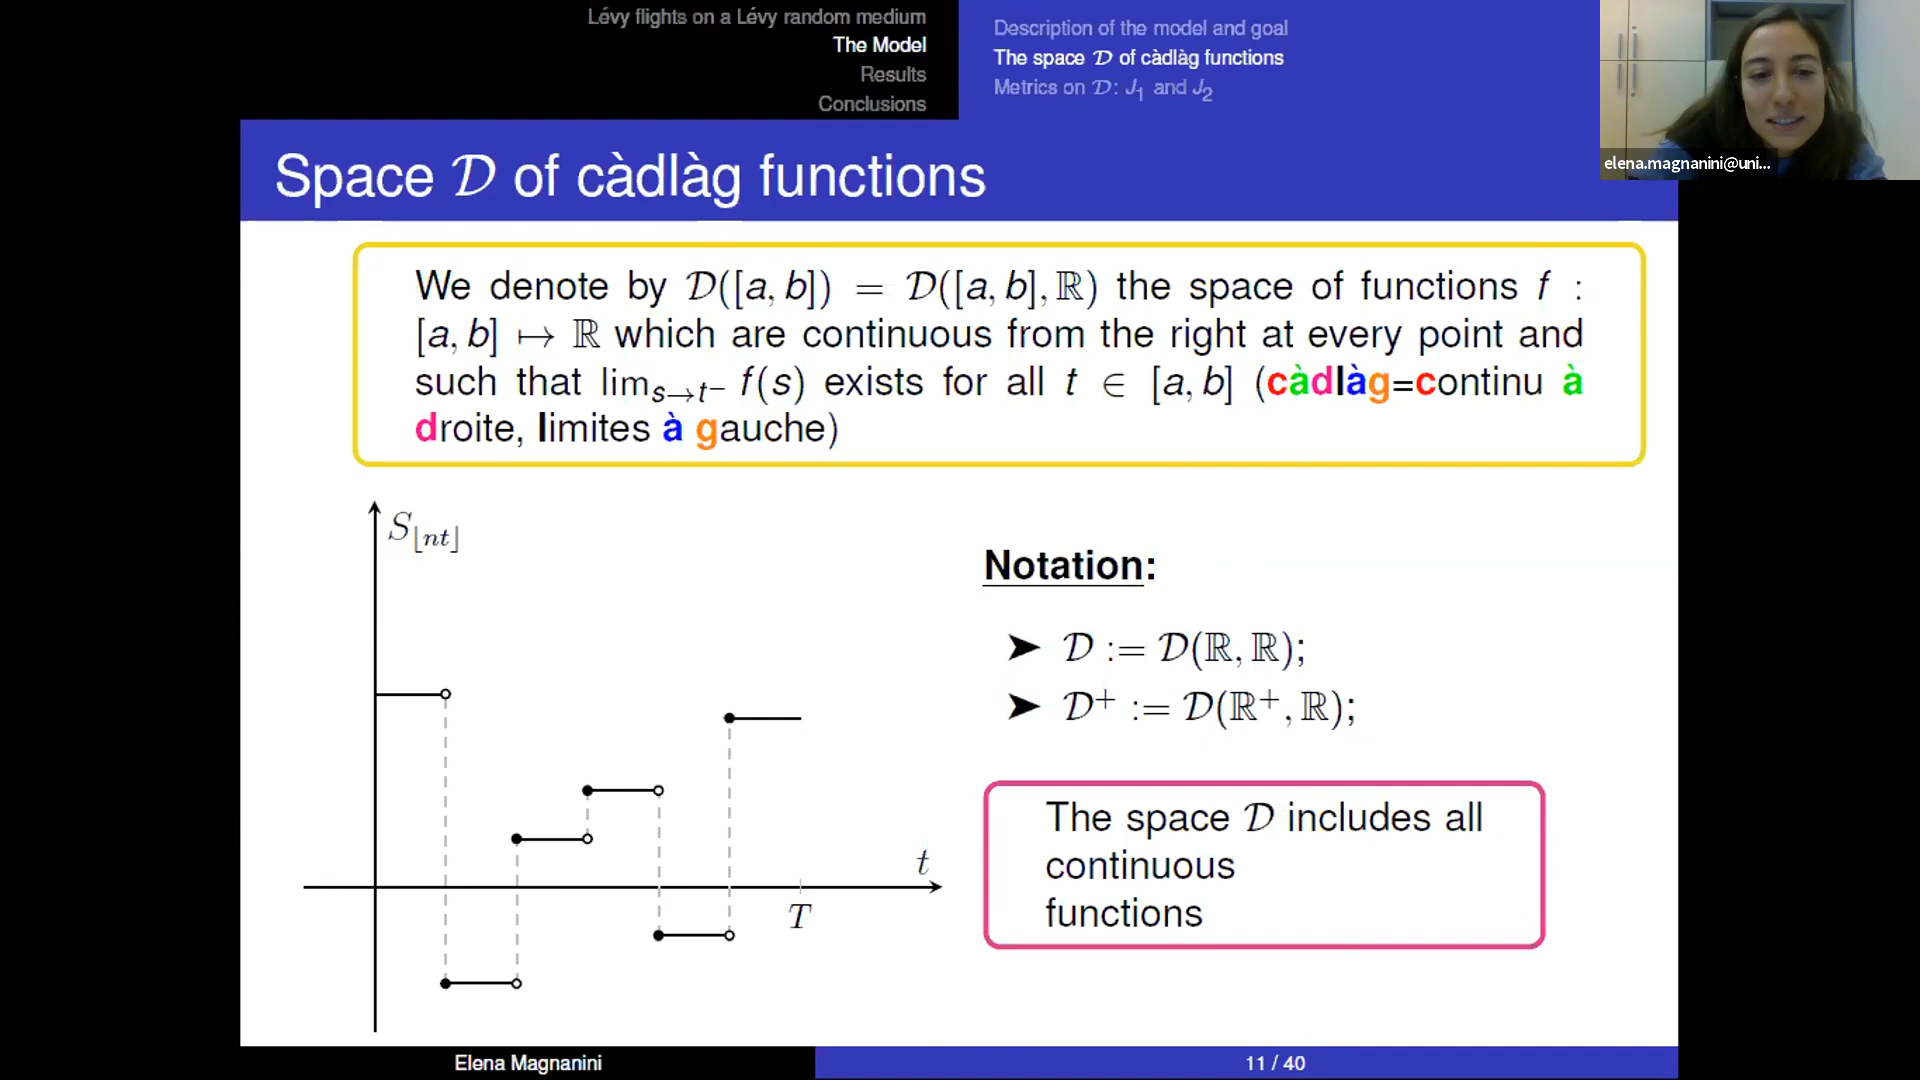 Lévy flights on a Lévy random medium
The Model
Results
Conclusions
Description of the model and goal
The space 𝒟 of càdlàg functions
Metrics on 𝒟: J₁ and J₂
elena.magnanini@uni...
Space 𝒟 of càdlàg functions
We denote by 𝒟([a, b]) = 𝒟([a, b], ℝ) the space of functions f :
[a, b] ↦ ℝ which are continuous from the right at every point and
such that lim_{s→t⁻} f(s) exists for all t ∈ [a, b] (càdlàg=continu à
droite, limites à gauche)
S_{⌊nt⌋}
t
T
Notation:
➤ 𝒟 := 𝒟(ℝ, ℝ);
➤ 𝒟⁺ := 𝒟(ℝ⁺, ℝ);
The space 𝒟 includes all
continuous
functions
Elena Magnanini
11 / 40